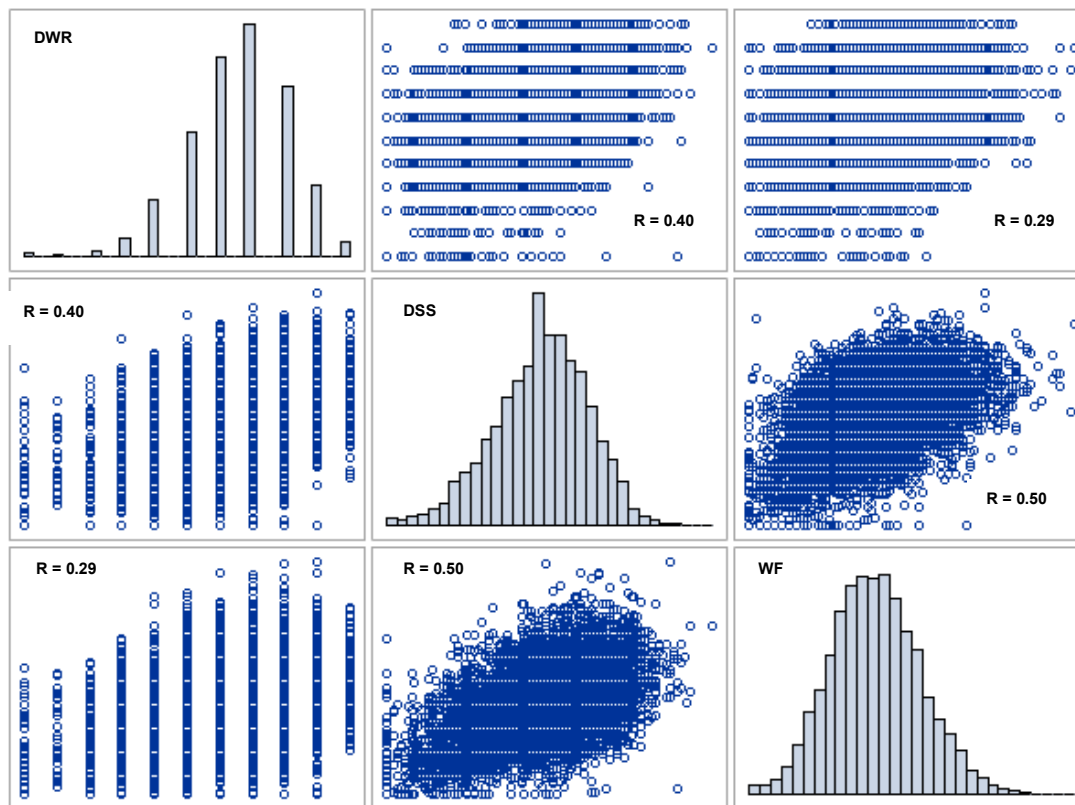 DWR
R = 0.40
R = 0.29
R = 0.40
DSS
R = 0.50
R = 0.29
R = 0.50
WF